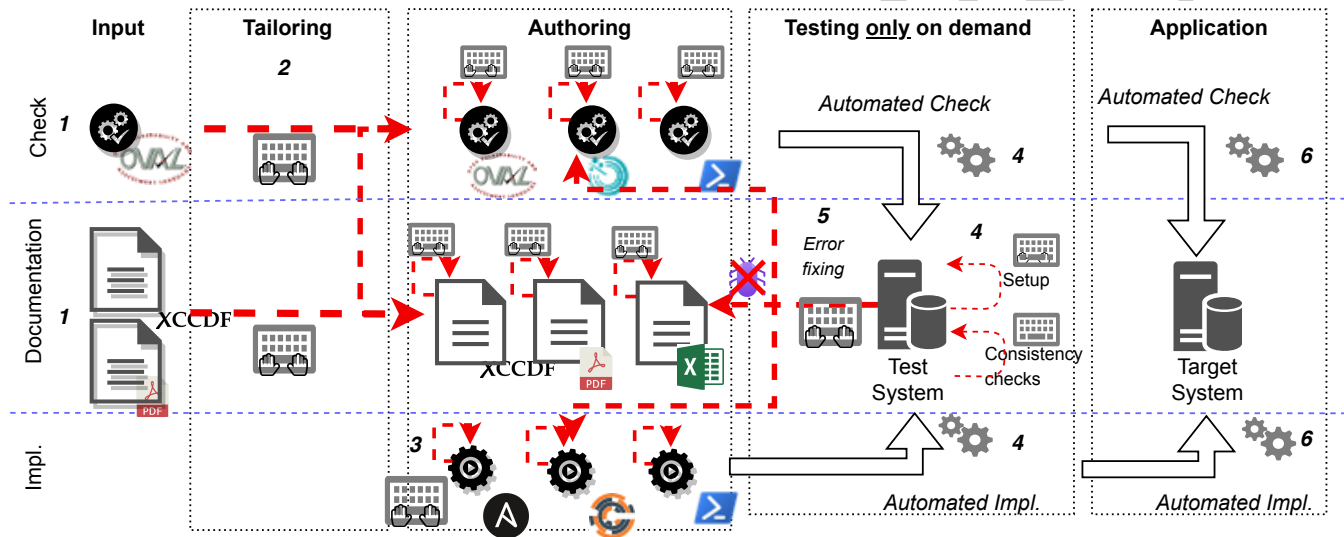 Input
Tailoring
Authoring
Testing only on demand
Application
2
Check
1
OVAL
OVAL
Automated Check
4
Automated Check
6
Documentation
1
XCCDF
PDF
XCCDF
PDF
X
5
Error
fixing
4
Setup
Consistency
checks
Test
System
Target
System
Impl.
3
A
4
Automated Impl.
6
Automated Impl.